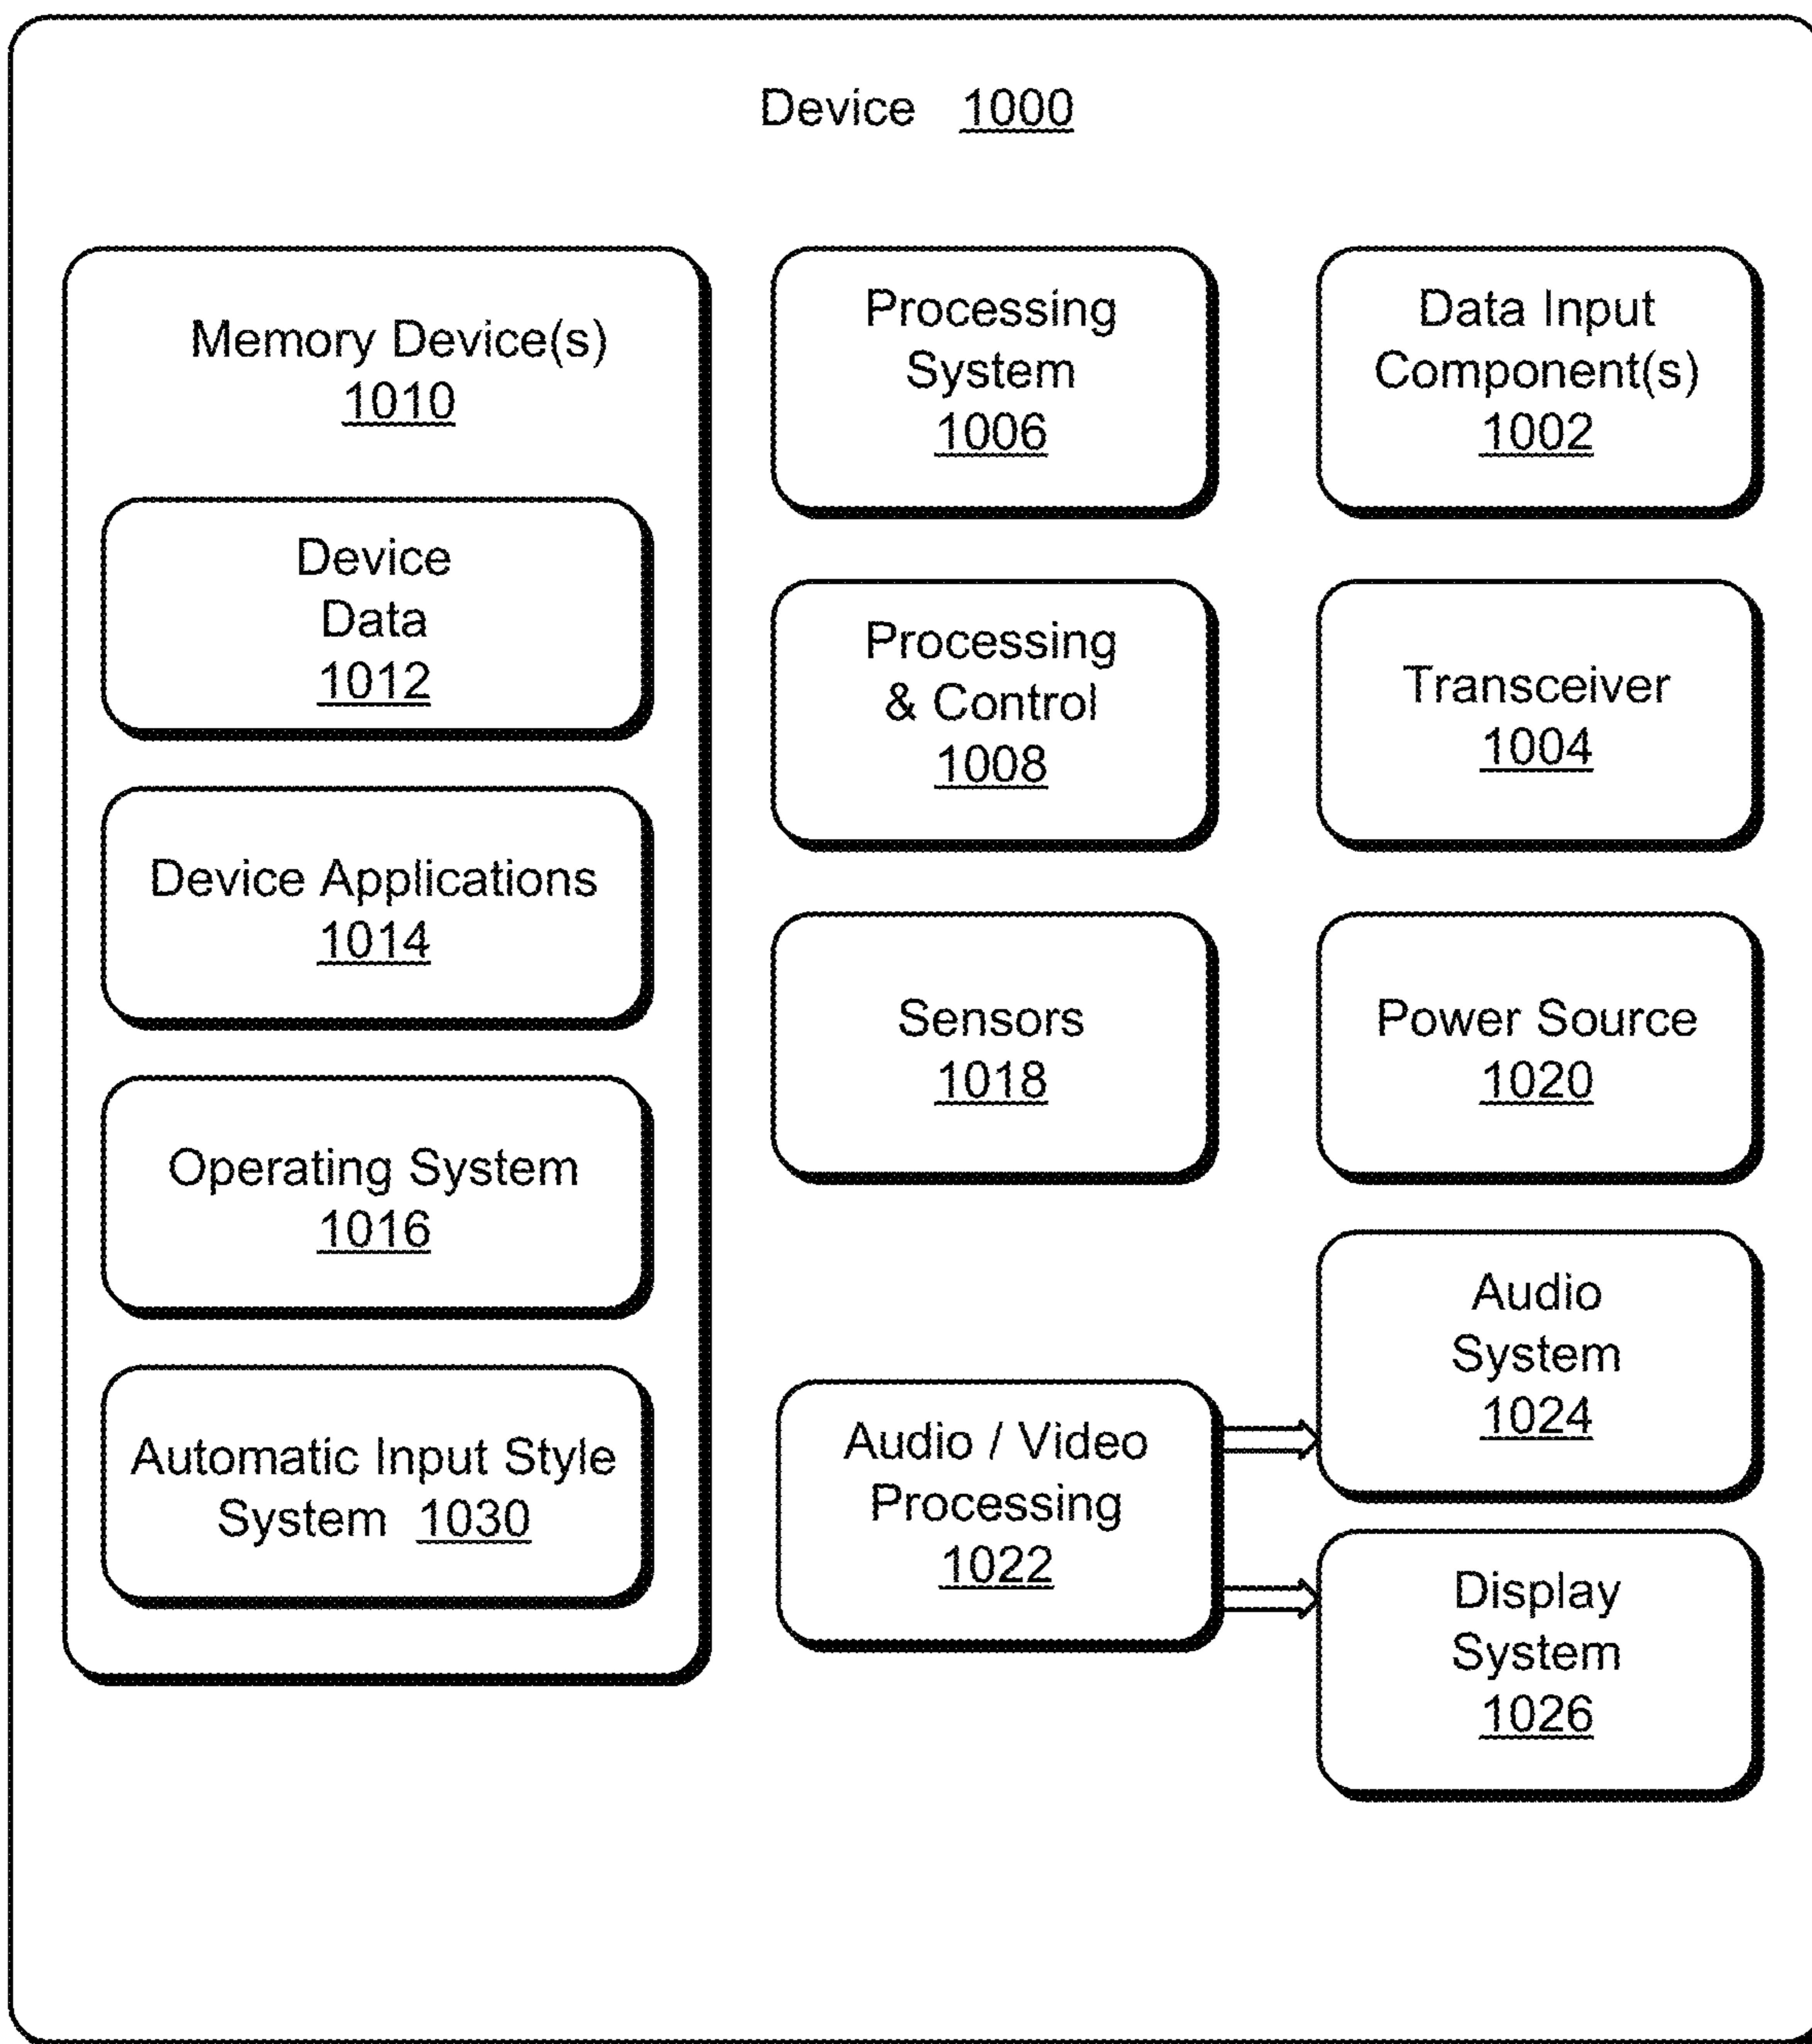 Device 1000
Memory Device(s)
1010
Device
Data
1012
Device Applications
1014
Operating System
1016
Automatic Input Style
System 1030
Processing
System
1006
Data Input
Component(s)
1002
Processing
& Control
1008
Transceiver
1004
Sensors
1018
Power Source
1020
Audio / Video
Processing
1022
Audio
System
1024
Display
System
1026